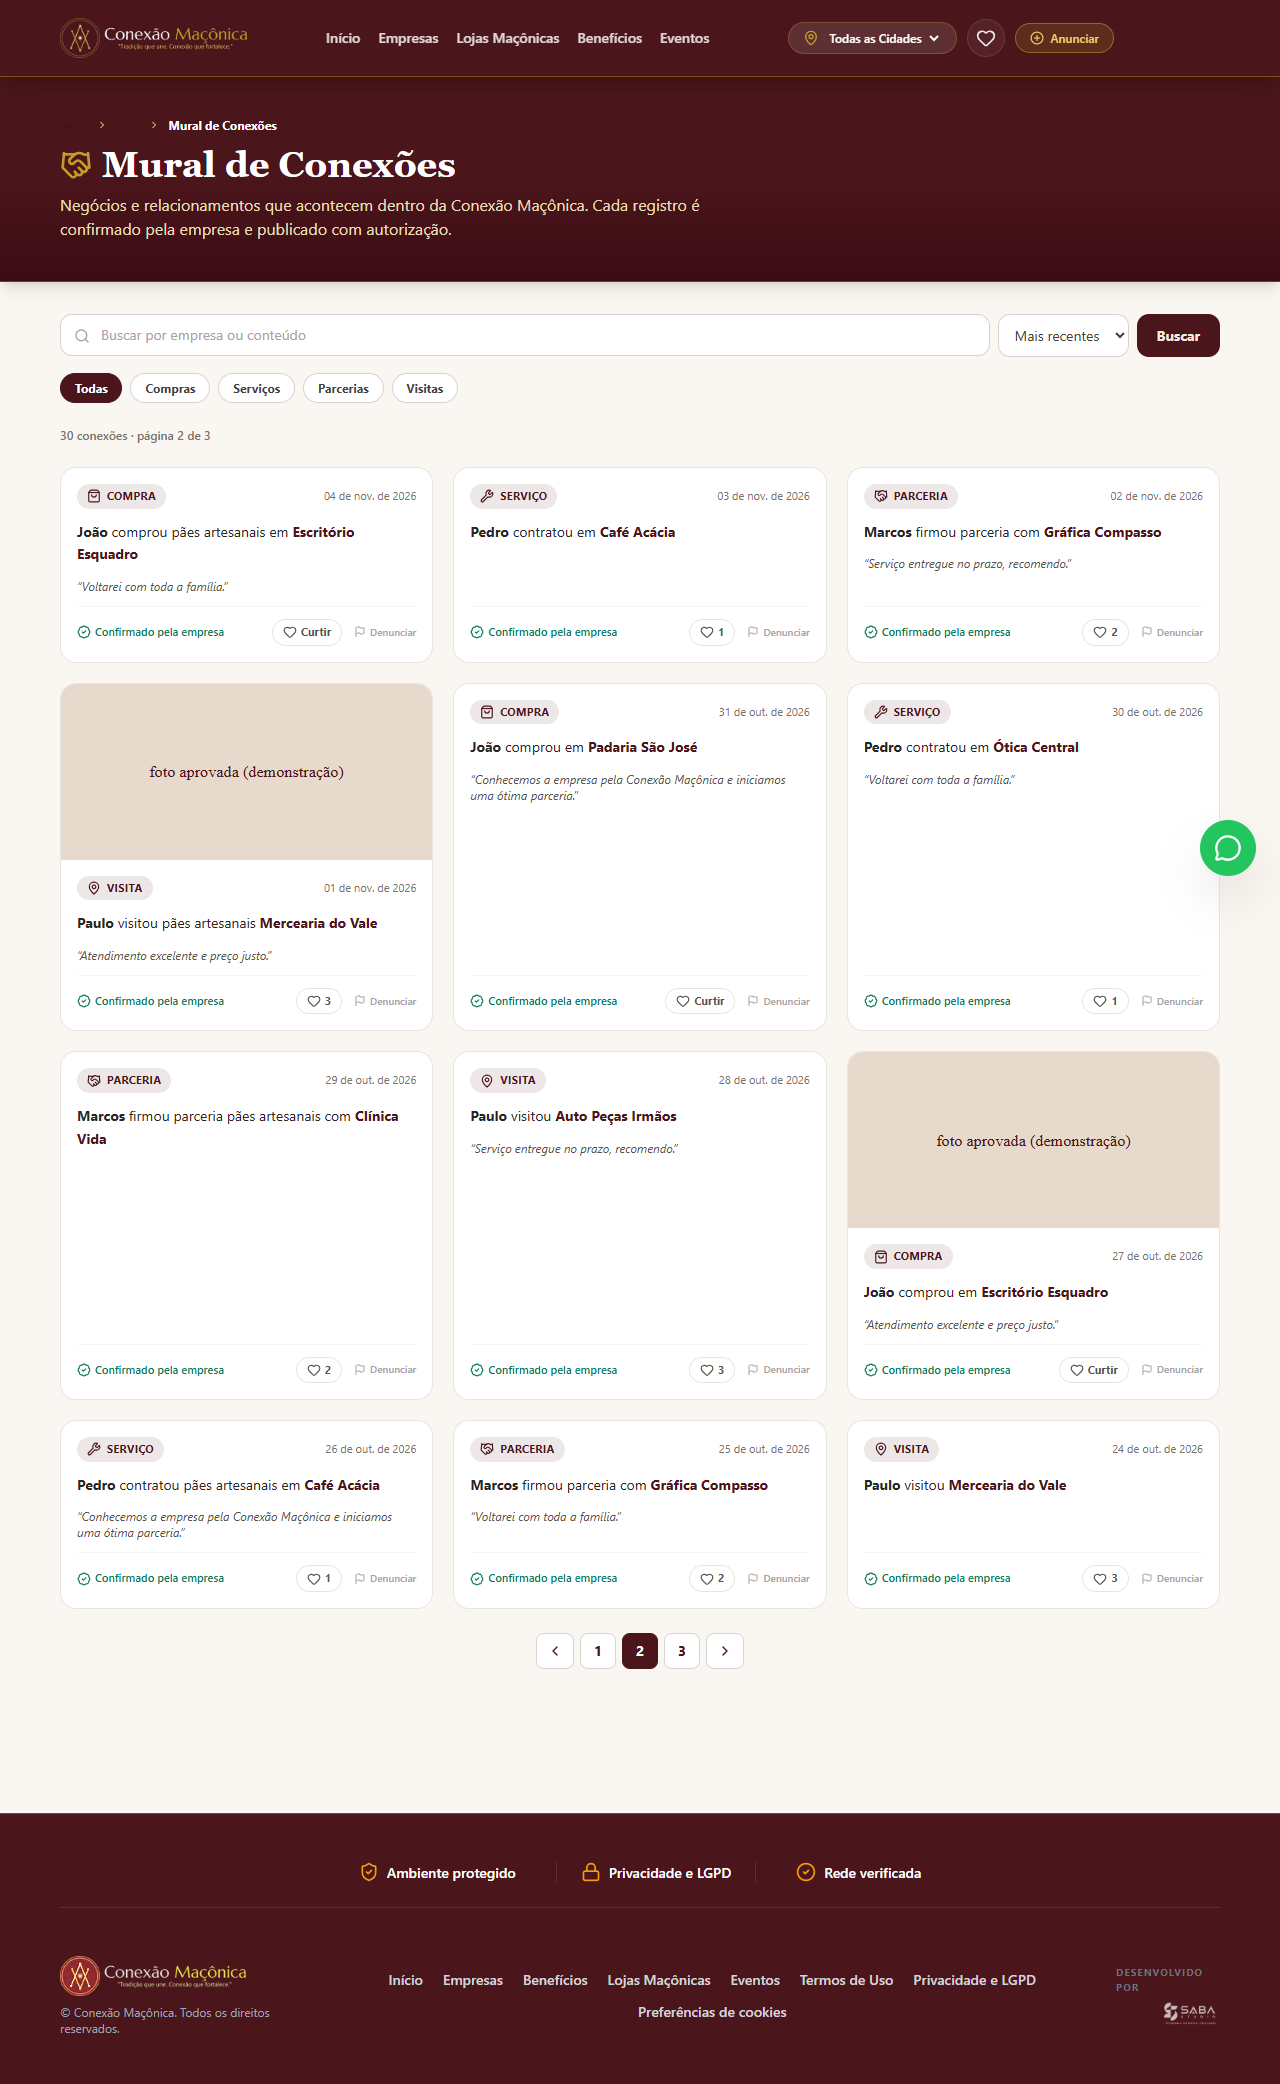 Conexão Maçônica
"Tradição que une. Conexão que fortalece."
Início
Empresas
Lojas Maçônicas
Benefícios
Eventos
Todas as Cidades
Anunciar
Mural de Conexões
Mural de Conexões
Negócios e relacionamentos que acontecem dentro da Conexão Maçônica. Cada registro é
confirmado pela empresa e publicado com autorização.
Buscar por empresa ou conteúdo
Mais recentes
Buscar
Todas
Compras
Serviços
Parcerias
Visitas
30 conexões · página 2 de 3
COMPRA
04 de nov. de 2026
João comprou pães artesanais em Escritório
Esquadro
“Voltarei com toda a família.”
Confirmado pela empresa
Curtir
Denunciar
SERVIÇO
03 de nov. de 2026
Pedro contratou em Café Acácia
Confirmado pela empresa
1
Denunciar
PARCERIA
02 de nov. de 2026
Marcos firmou parceria com Gráfica Compasso
“Serviço entregue no prazo, recomendo.”
Confirmado pela empresa
2
Denunciar
foto aprovada (demonstração)
VISITA
01 de nov. de 2026
Paulo visitou pães artesanais Mercearia do Vale
“Atendimento excelente e preço justo.”
Confirmado pela empresa
3
Denunciar
COMPRA
31 de out. de 2026
João comprou em Padaria São José
“Conhecemos a empresa pela Conexão Maçônica e iniciamos
uma ótima parceria.”
Confirmado pela empresa
Curtir
Denunciar
SERVIÇO
30 de out. de 2026
Pedro contratou em Ótica Central
“Voltarei com toda a família.”
Confirmado pela empresa
1
Denunciar
PARCERIA
29 de out. de 2026
Marcos firmou parceria pães artesanais com Clínica
Vida
Confirmado pela empresa
2
Denunciar
VISITA
28 de out. de 2026
Paulo visitou Auto Peças Irmãos
“Serviço entregue no prazo, recomendo.”
Confirmado pela empresa
3
Denunciar
foto aprovada (demonstração)
COMPRA
27 de out. de 2026
João comprou em Escritório Esquadro
“Atendimento excelente e preço justo.”
Confirmado pela empresa
Curtir
Denunciar
SERVIÇO
26 de out. de 2026
Pedro contratou pães artesanais em Café Acácia
“Conhecemos a empresa pela Conexão Maçônica e iniciamos
uma ótima parceria.”
Confirmado pela empresa
1
Denunciar
PARCERIA
25 de out. de 2026
Marcos firmou parceria com Gráfica Compasso
“Voltarei com toda a família.”
Confirmado pela empresa
2
Denunciar
VISITA
24 de out. de 2026
Paulo visitou Mercearia do Vale
Confirmado pela empresa
3
Denunciar
1
2
3
Ambiente protegido
Privacidade e LGPD
Rede verificada
Conexão Maçônica
"Tradição que une. Conexão que fortalece."
© Conexão Maçônica. Todos os direitos
reservados.
Início
Empresas
Benefícios
Lojas Maçônicas
Eventos
Termos de Uso
Privacidade e LGPD
Preferências de cookies
DESENVOLVIDO
POR
SABA
STUDIO